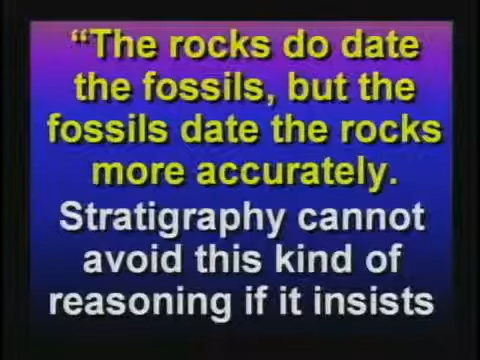 “The rocks do date
the fossils, but the
fossils date the rocks
more accurately.
Stratigraphy cannot
avoid this kind of
reasoning if it insists